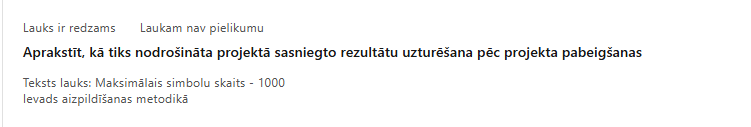 Lauks ir redzams Laukam nav pielikumu
Aprakstīt, kā tiks nodrošināta projektā sasniegto rezultātu uzturēšana pēc projekta pabeigšanas
Teksts lauks: Maksimālais simbolu skaits - 1000
Ievads aizpildīšanas metodikā